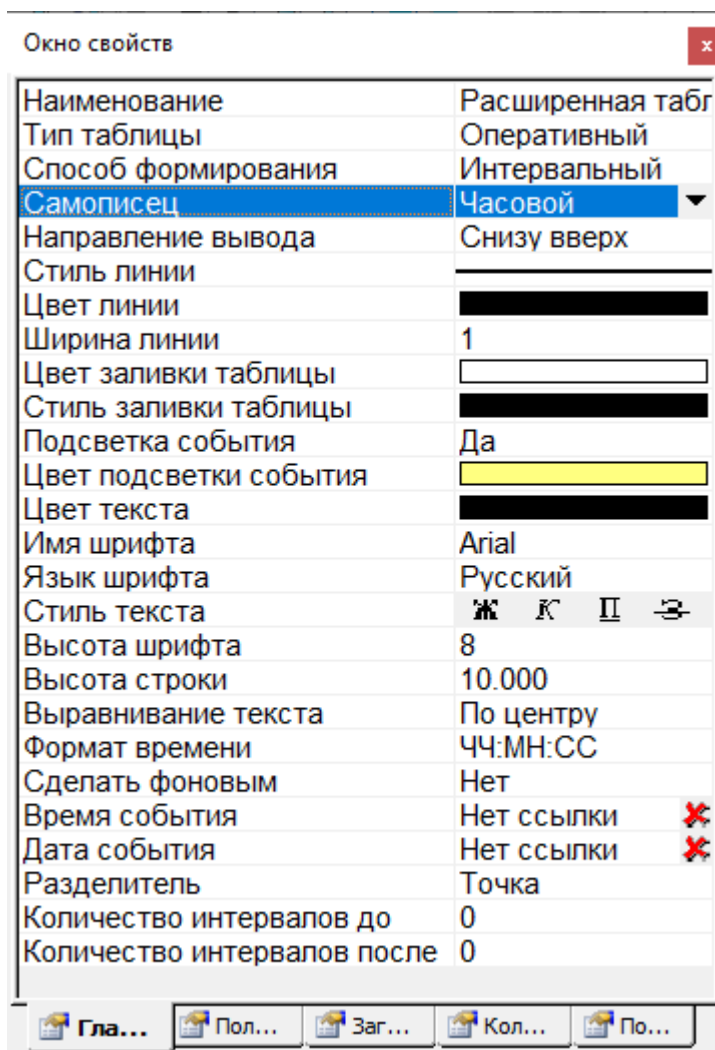 Окно свойств
x
Наименование Расширенная табл
Тип таблицы Оперативный
Способ формирования Интервальный
Самописец Часовой
Направление вывода Снизу вверх
Стиль линии
Цвет линии
Ширина линии 1
Цвет заливки таблицы
Стиль заливки таблицы
Подсветка события Да
Цвет подсветки события
Цвет текста
Имя шрифта Arial
Язык шрифта Русский
Стиль текста Ж К П З
Высота шрифта 8
Высота строки 10.000
Выравнивание текста По центру
Формат времени ЧЧ:МН:СС
Сделать фоновым Нет
Время события Нет ссылки
Дата события Нет ссылки
Разделитель Точка
Количество интервалов до 0
Количество интервалов после 0
Гла... Пол... Заг... Кол... По...